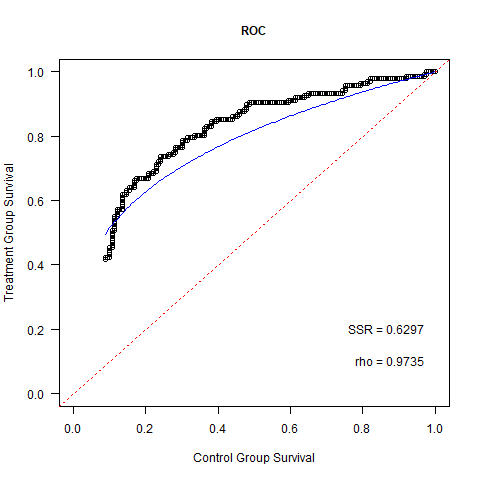 ROC
Treatment Group Survival
1.0
0.8
0.6
0.4
0.2
0.0
SSR = 0.6297
rho = 0.9735
0.0 0.2 0.4 0.6 0.8 1.0
Control Group Survival